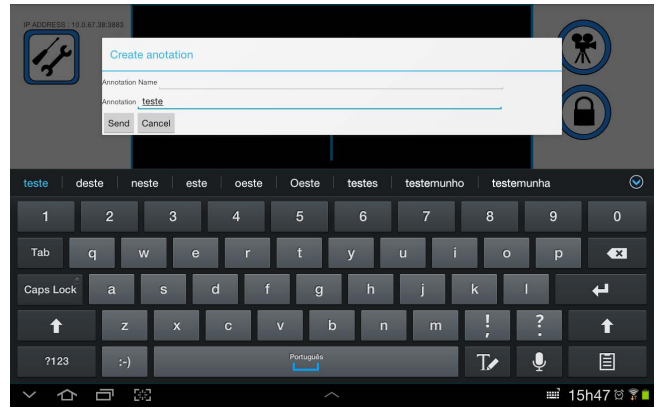 IP ADDRESS : 10.0.67.38:3883
Create anotation
Annotation Name
Annotation teste
Send Cancel
teste deste neste este oeste Oeste testes testemunho testemunha
1 2 3 4 5 6 7 8 9 0
Tab q w e r t y u i o p
Caps Lock a s d f g h j k l
z x c v b n m ! , ? .
?123 :-) Português T
15h47